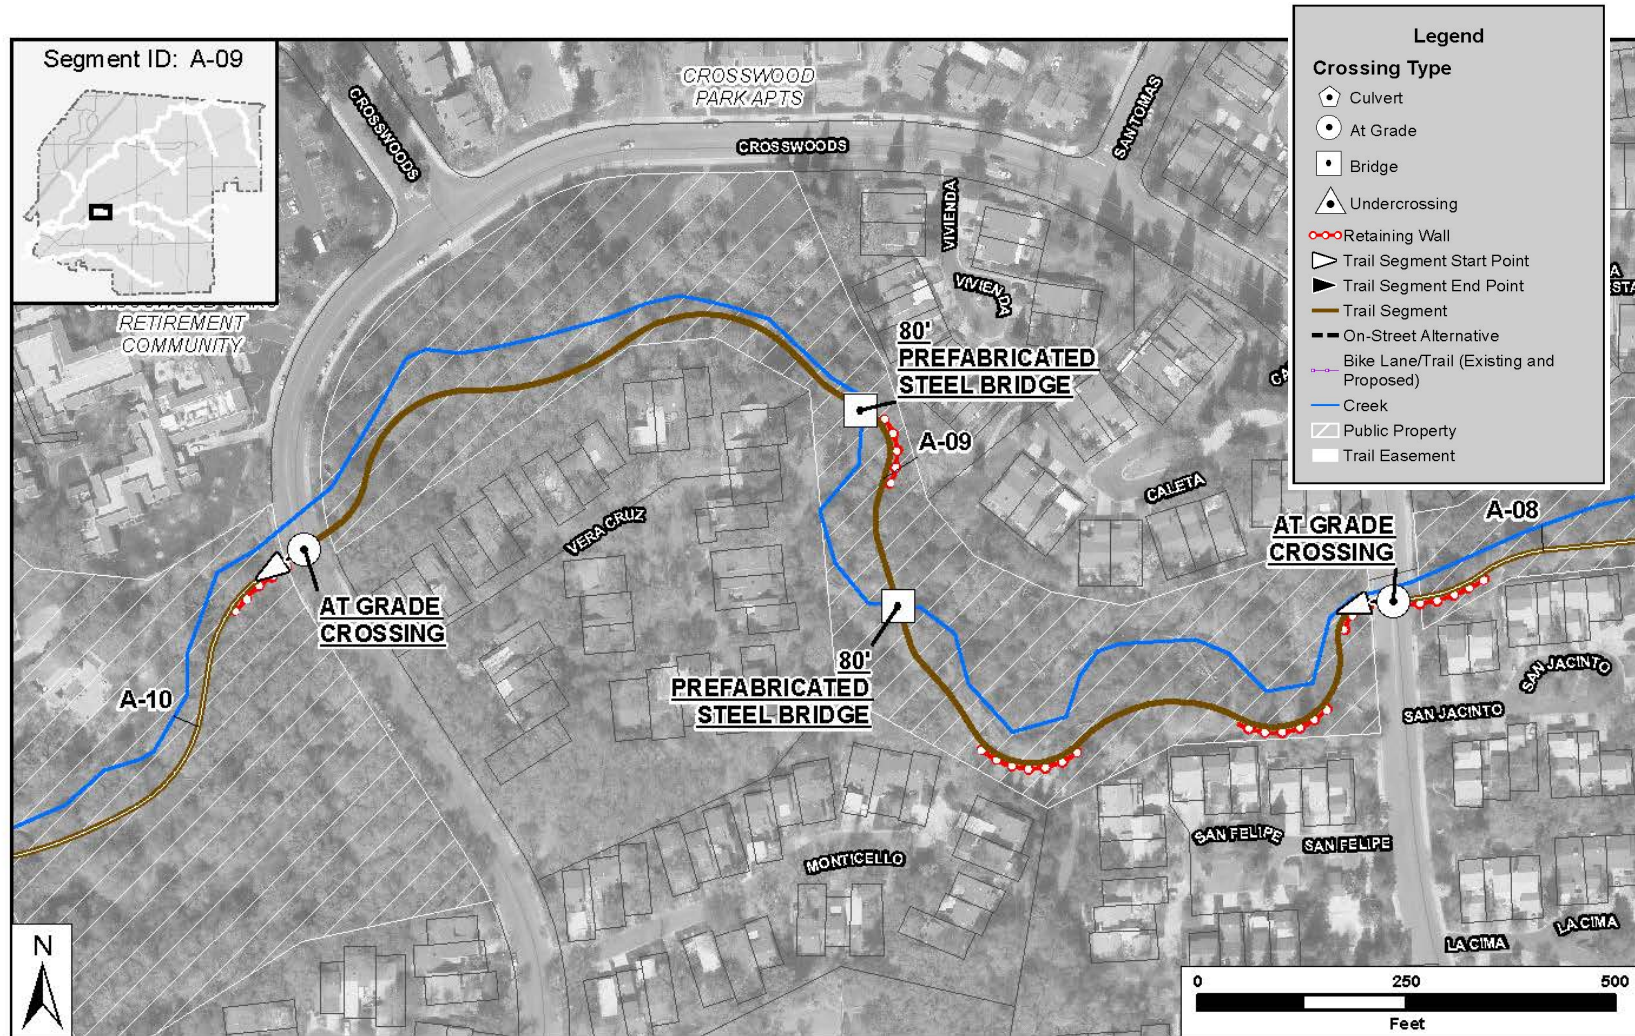 Segment ID: A-09
RETIREMENT
COMMUNITY
CROSSWOODS
CROSSWOOD
PARK APTS
CROSSWOODS
SAN TOMAS
VIVIENDA
VIVIENDA
80'
PREFABRICATED
STEEL BRIDGE
A-09
CALETA
VERA CRUZ
AT GRADE
CROSSING
A-08
AT GRADE
CROSSING
A-10
80'
PREFABRICATED
STEEL BRIDGE
SAN JACINTO
SAN JACINTO
MONTICELLO
SAN FELIPE
SAN FELIPE
LA CIMA
LA CIMA
N
0 250 500
Feet
Legend
Crossing Type
Culvert
At Grade
Bridge
Undercrossing
Retaining Wall
Trail Segment Start Point
Trail Segment End Point
Trail Segment
On-Street Alternative
Bike Lane/Trail (Existing and
Proposed)
Creek
Public Property
Trail Easement